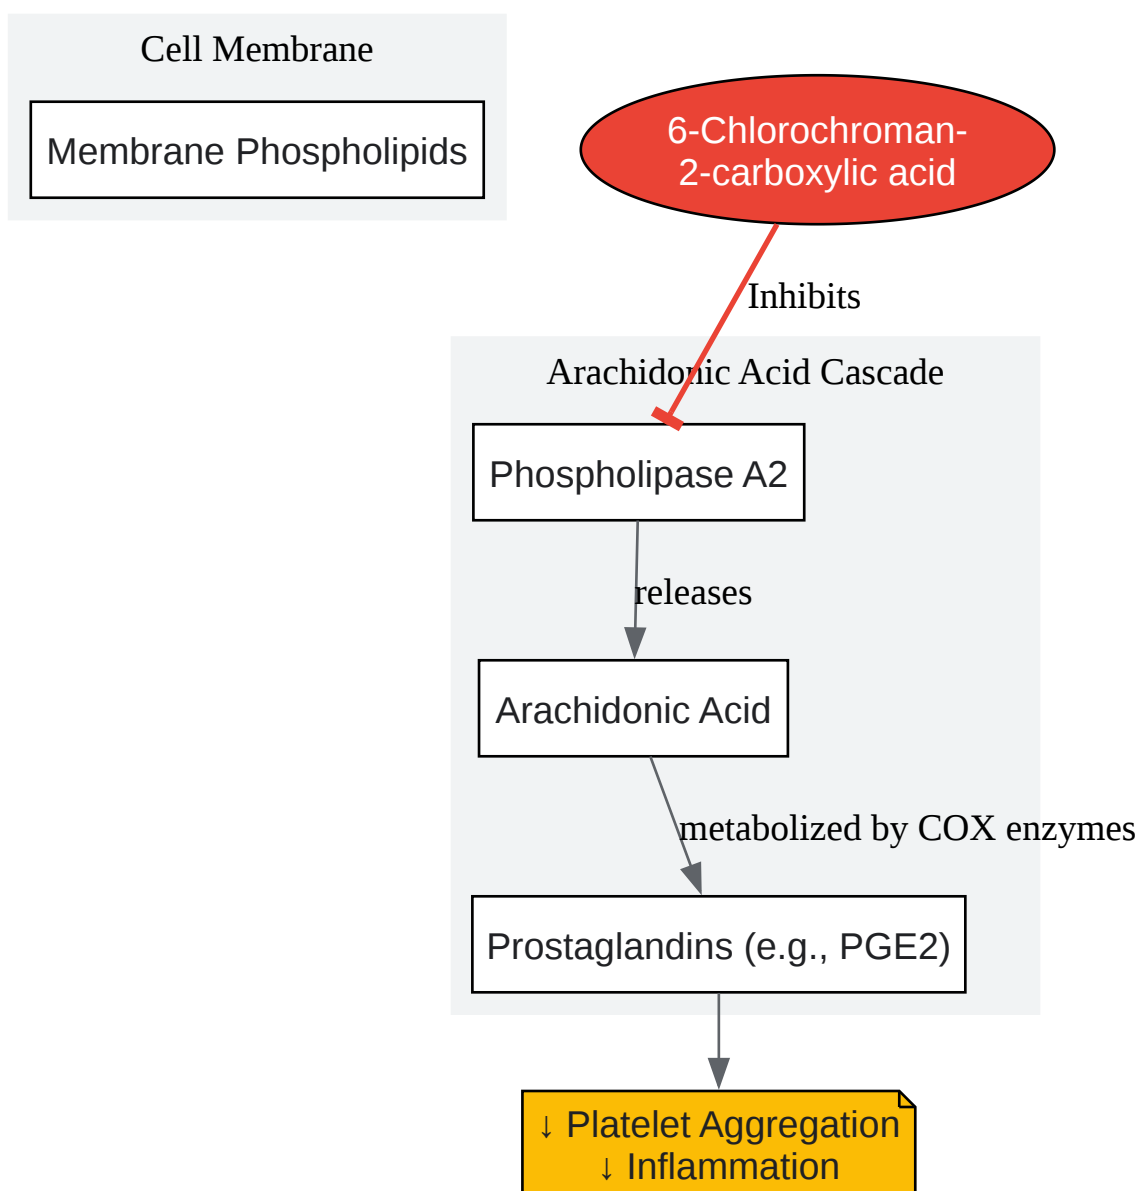 Cell Membrane
Membrane Phospholipids
6-Chlorochroman-
2-carboxylic acid
Inhibits
Arachidonic Acid Cascade
Phospholipase A2
releases
Arachidonic Acid
metabolized by COX enzymes
Prostaglandins (e.g., PGE2)
↓ Platelet Aggregation
↓ Inflammation